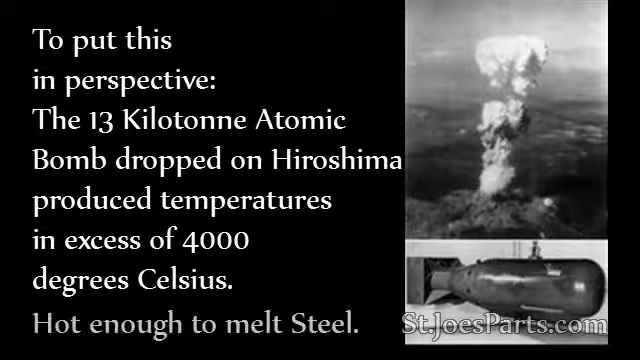 To put this
in perspective:
The 13 Kilotonne Atomic
Bomb dropped on Hiroshima
produced temperatures
in excess of 4000
degrees Celsius.
Hot enough to melt Steel.
St.JoesParts.com